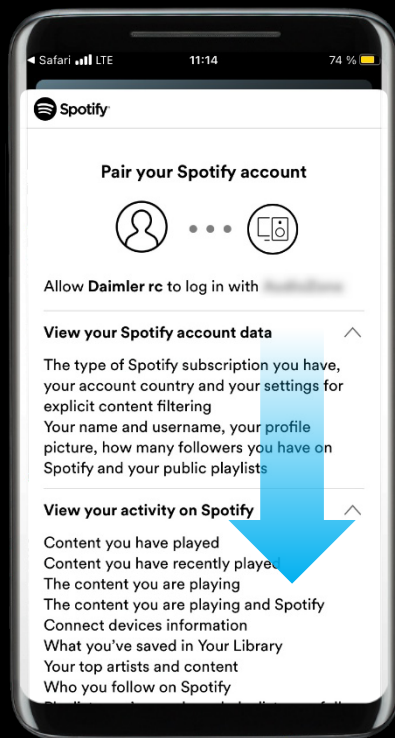 Safari LTE 11:14 74 %
Spotify
Pair your Spotify account
Allow Daimler rc to log in with
View your Spotify account data
The type of Spotify subscription you have,
your account country and your settings for
explicit content filtering
Your name and username, your profile
picture, how many followers you have on
Spotify and your public playlists
View your activity on Spotify
Content you have played
Content you have recently played
The content you are playing
The content you are playing and Spotify
Connect devices information
What you've saved in Your Library
Your top artists and content
Who you follow on Spotify